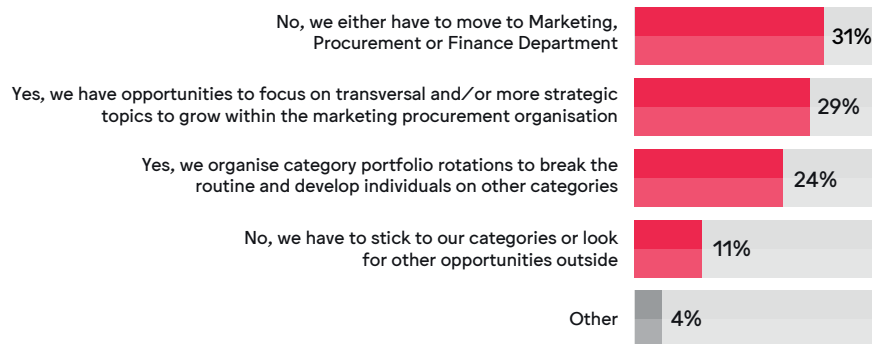 No, we either have to move to Marketing,
Procurement or Finance Department
31%
Yes, we have opportunities to focus on transversal and/or more strategic
topics to grow within the marketing procurement organisation
29%
Yes, we organise category portfolio rotations to break the
routine and develop individuals on other categories
24%
No, we have to stick to our categories or look
for other opportunities outside
11%
Other
4%